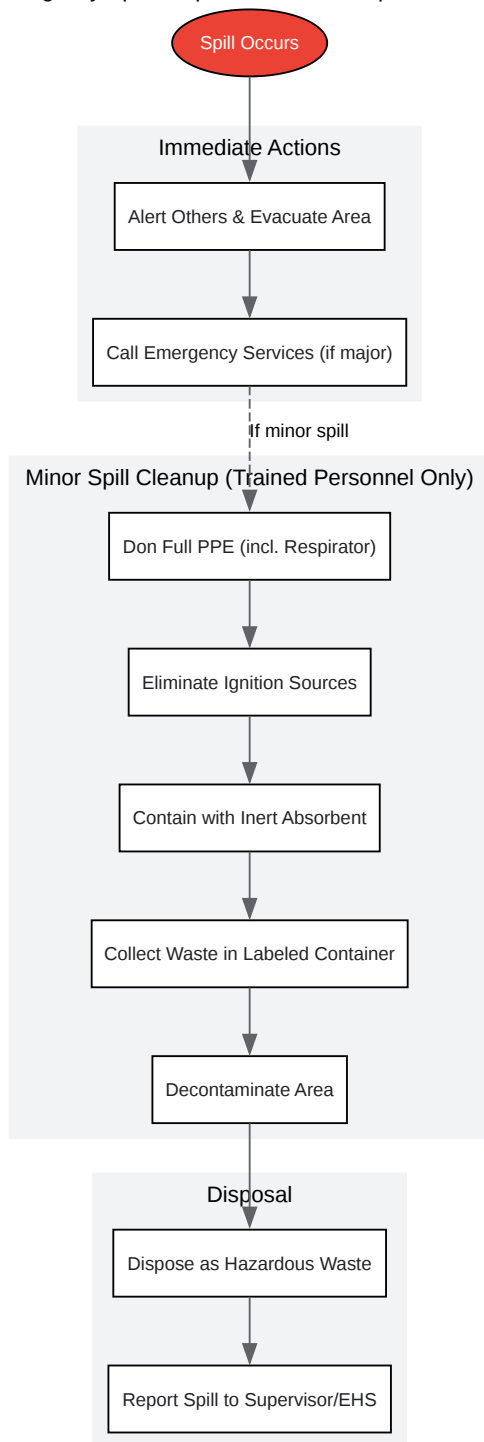 Spill Occurs
Immediate Actions
Alert Others & Evacuate Area
Call Emergency Services (if major)
If minor spill
Minor Spill Cleanup (Trained Personnel Only)
Don Full PPE (incl. Respirator)
Eliminate Ignition Sources
Contain with Inert Absorbent
Collect Waste in Labeled Container
Decontaminate Area
Disposal
Dispose as Hazardous Waste
Report Spill to Supervisor/EHS